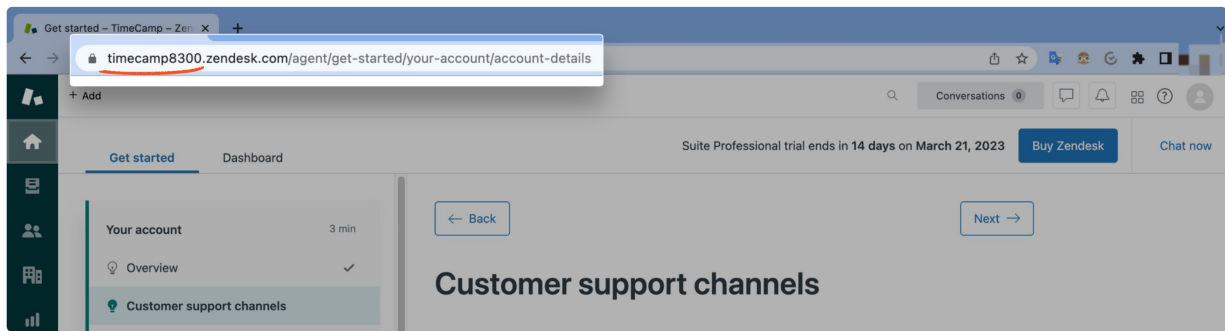 Get started – TimeCamp – Zen
timecamp8300.zendesk.com/agent/get-started/your-account/account-details
+ Add
Conversations 0
Get started
Dashboard
Suite Professional trial ends in 14 days on March 21, 2023
Buy Zendesk
Chat now
Your account
3 min
Overview
Customer support channels
← Back
Next →
Customer support channels